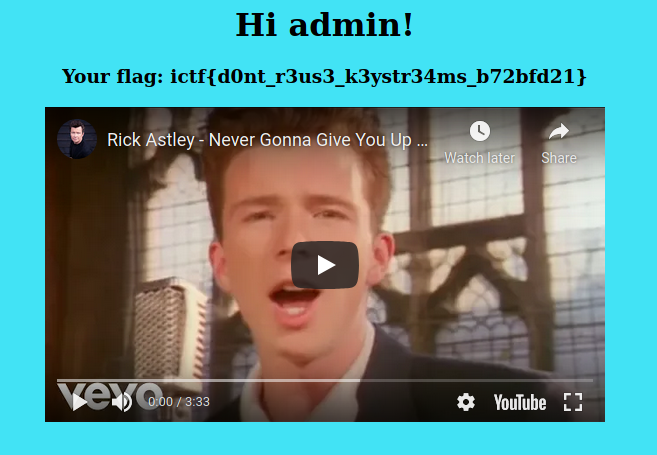 Hi admin!
Your flag: ictf{d0nt_r3us3_k3ystr34ms_b72bfd21}
Rick Astley - Never Gonna Give You Up ...
Watch later
Share
vevo
0:00 / 3:33
YouTube